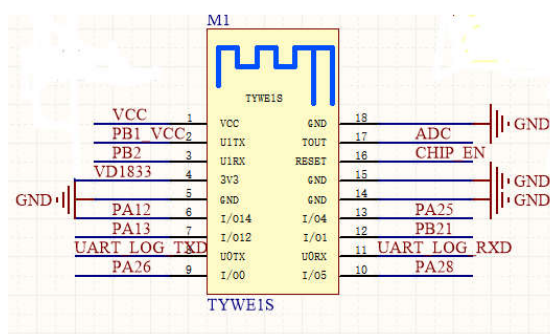 M1
TYWE1S
VCC 1 VCC GND 18 GND
PB1_VCC 2 U1TX TOUT 17 ADC
PB2 3 U1RX RESET 16 CHIP_EN
VD1833 4 3V3 GND 15 GND
GND 5 GND GND 14 GND
PA12 6 I/O14 I/O4 13 PA25
PA13 7 I/O12 I/O1 12 PB21
UART_LOG_TXD 8 U0TX U0RX 11 UART_LOG_RXD
PA26 9 I/O0 I/O5 10 PA28
TYWE1S